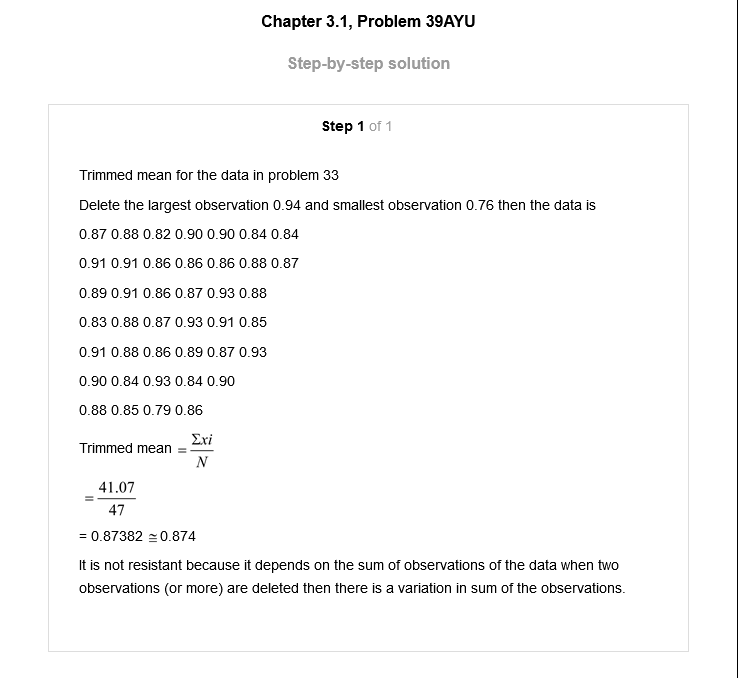 Chapter 3.1, Problem 39AYU
Step-by-step solution
Step 1 of 1
Trimmed mean for the data in problem 33
Delete the largest observation 0.94 and smallest observation 0.76 then the data is
0.87 0.88 0.82 0.90 0.90 0.84 0.84
0.91 0.91 0.86 0.86 0.86 0.88 0.87
0.89 0.91 0.86 0.87 0.93 0.88
0.83 0.88 0.87 0.93 0.91 0.85
0.91 0.88 0.86 0.89 0.87 0.93
0.90 0.84 0.93 0.84 0.90
0.88 0.85 0.79 0.86
Trimmed mean = Σxi
N
= 41.07
47
= 0.87382 ≅ 0.874
It is not resistant because it depends on the sum of observations of the data when two
observations (or more) are deleted then there is a variation in sum of the observations.